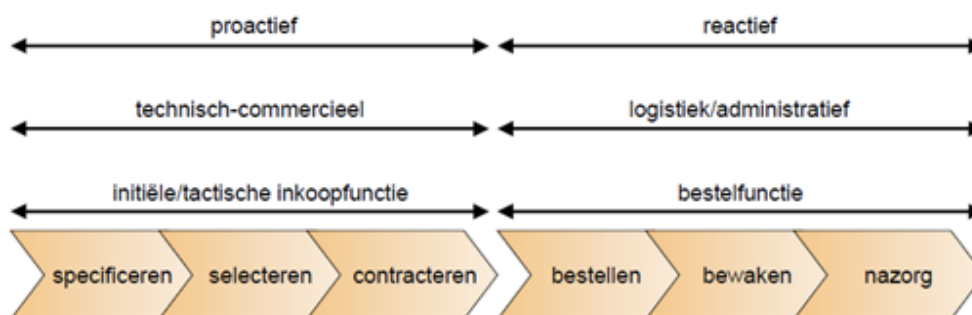 proactief reactief
technisch-commercieel logistiek/administratief
initiële/tactische inkoopfunctie bestelfunctie
specificeren selecteren contracteren bestellen bewaken nazorg